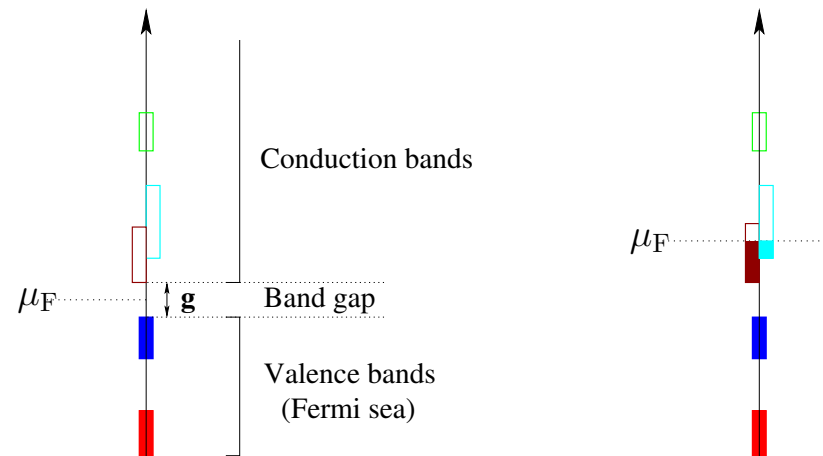 Conduction bands
μF
μF
g
Band gap
Valence bands
(Fermi sea)